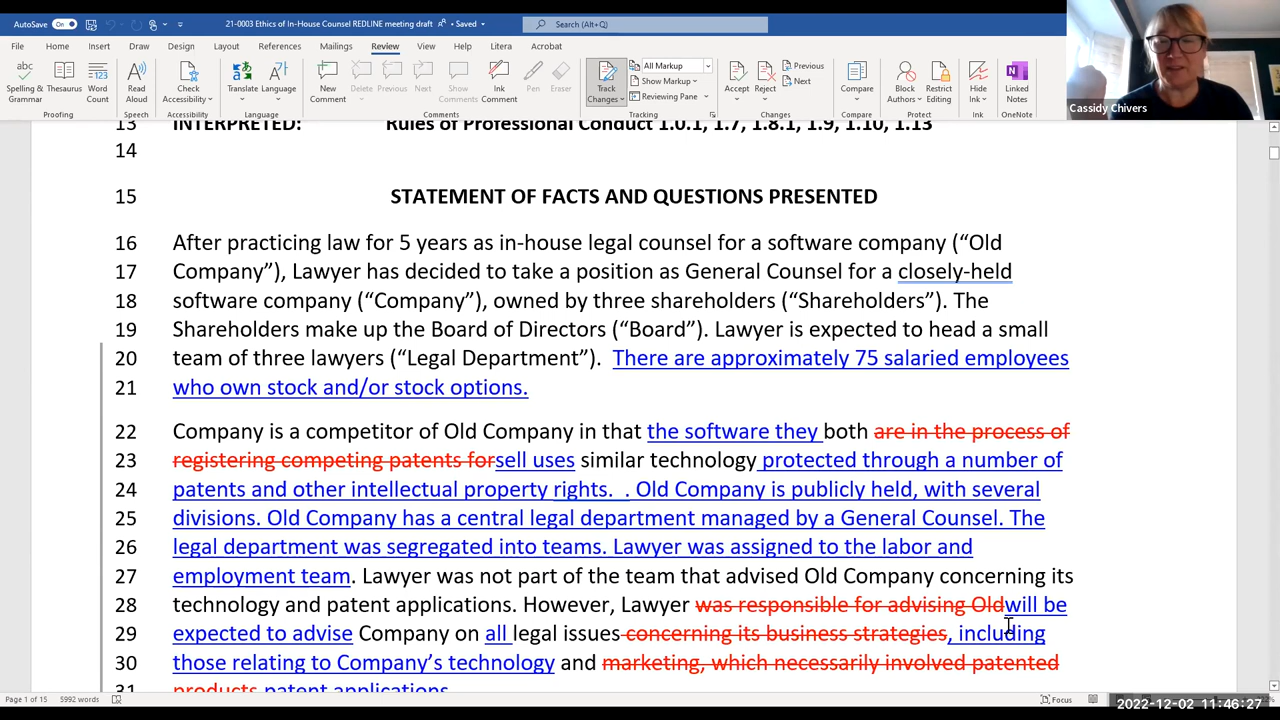 AutoSave On 21-0003 Ethics of In-House Counsel REDLINE meeting draft • Saved Search (Alt+Q)
File Home Insert Draw Design Layout References Mailings Review View Help Litera Acrobat
abc Spelling & Grammar Thesaurus 123 Word Count Read Aloud Check Accessibility Translate Language New Comment Delete Previous Next Show Comments Ink Comment Pen Eraser Track Changes All Markup Show Markup Reviewing Pane Accept Reject Previous Next Compare Block Authors Restrict Editing Hide Ink Linked Notes
Proofing Speech Accessibility Language Comments Tracking Changes Compare Protect Ink OneNote
Cassidy Chivers
13 INTERPRETED: Rules of Professional Conduct 1.0.1, 1.7, 1.8.1, 1.9, 1.10, 1.13
14
15 STATEMENT OF FACTS AND QUESTIONS PRESENTED
16 After practicing law for 5 years as in-house legal counsel for a software company (“Old
17 Company”), Lawyer has decided to take a position as General Counsel for a closely-held
18 software company (“Company”), owned by three shareholders (“Shareholders”). The
19 Shareholders make up the Board of Directors (“Board”). Lawyer is expected to head a small
20 team of three lawyers (“Legal Department”). There are approximately 75 salaried employees
21 who own stock and/or stock options.
22 Company is a competitor of Old Company in that the software they both are in the process of
23 registering competing patents forsell uses similar technology protected through a number of
24 patents and other intellectual property rights. . Old Company is publicly held, with several
25 divisions. Old Company has a central legal department managed by a General Counsel. The
26 legal department was segregated into teams. Lawyer was assigned to the labor and
27 employment team. Lawyer was not part of the team that advised Old Company concerning its
28 technology and patent applications. However, Lawyer was responsible for advising Oldwill be
29 expected to advise Company on all legal issues concerning its business strategies, including
30 those relating to Company’s technology and marketing, which necessarily involved patented
31 products patent applications.
Page 1 of 15 5992 words Focus
2022-12-02 11:46:27